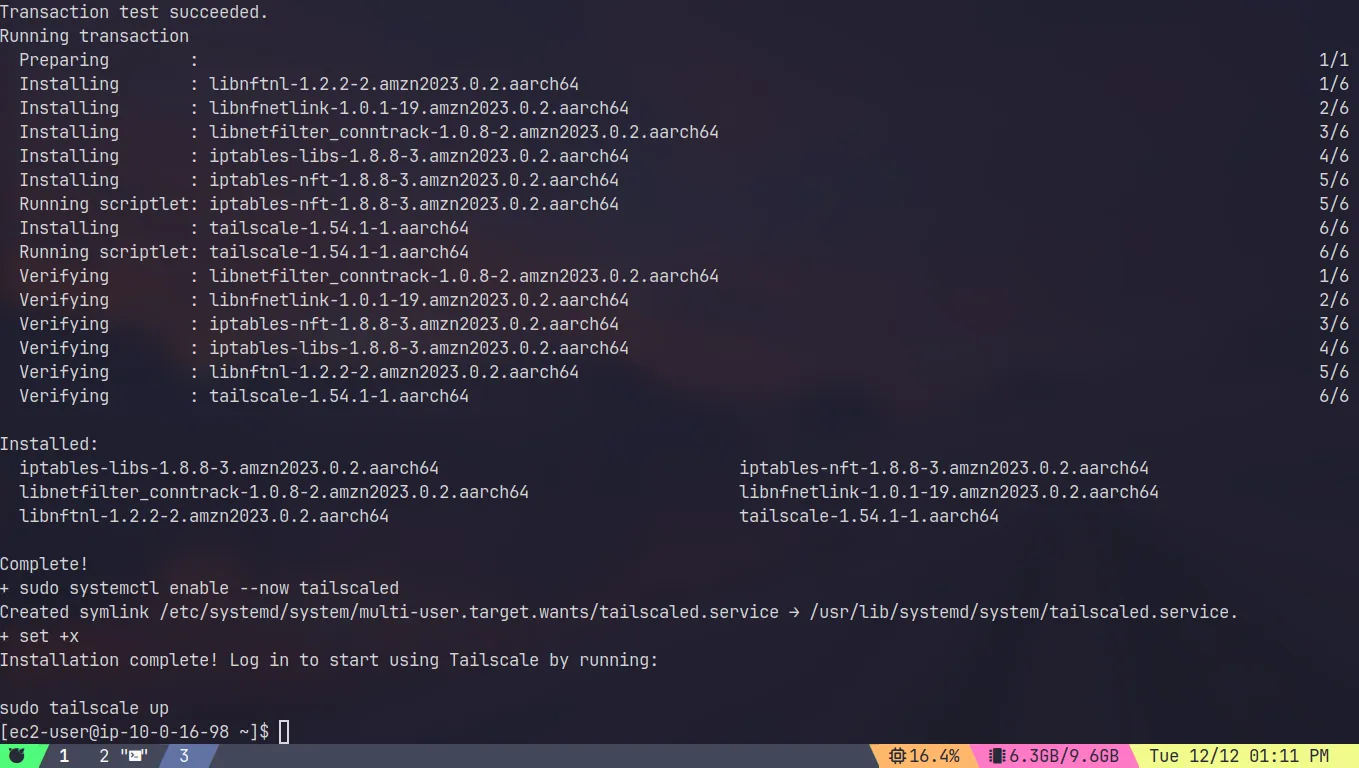 Transaction test succeeded.
Running transaction
  Preparing        :                                                                                                                1/1
  Installing       : libnftnl-1.2.2-2.amzn2023.0.2.aarch64                                                                          1/6
  Installing       : libnfnetlink-1.0.1-19.amzn2023.0.2.aarch64                                                                     2/6
  Installing       : libnetfilter_conntrack-1.0.8-2.amzn2023.0.2.aarch64                                                            3/6
  Installing       : iptables-libs-1.8.8-3.amzn2023.0.2.aarch64                                                                     4/6
  Installing       : iptables-nft-1.8.8-3.amzn2023.0.2.aarch64                                                                      5/6
  Running scriptlet: iptables-nft-1.8.8-3.amzn2023.0.2.aarch64                                                                      5/6
  Installing       : tailscale-1.54.1-1.aarch64                                                                                     6/6
  Running scriptlet: tailscale-1.54.1-1.aarch64                                                                                     6/6
  Verifying        : libnetfilter_conntrack-1.0.8-2.amzn2023.0.2.aarch64                                                            1/6
  Verifying        : libnfnetlink-1.0.1-19.amzn2023.0.2.aarch64                                                                     2/6
  Verifying        : iptables-nft-1.8.8-3.amzn2023.0.2.aarch64                                                                      3/6
  Verifying        : iptables-libs-1.8.8-3.amzn2023.0.2.aarch64                                                                     4/6
  Verifying        : libnftnl-1.2.2-2.amzn2023.0.2.aarch64                                                                          5/6
  Verifying        : tailscale-1.54.1-1.aarch64                                                                                     6/6

Installed:
  iptables-libs-1.8.8-3.amzn2023.0.2.aarch64                              iptables-nft-1.8.8-3.amzn2023.0.2.aarch64
  libnetfilter_conntrack-1.0.8-2.amzn2023.0.2.aarch64                     libnfnetlink-1.0.1-19.amzn2023.0.2.aarch64
  libnftnl-1.2.2-2.amzn2023.0.2.aarch64                                   tailscale-1.54.1-1.aarch64

Complete!
+ sudo systemctl enable --now tailscaled
Created symlink /etc/systemd/system/multi-user.target.wants/tailscaled.service → /usr/lib/systemd/system/tailscaled.service.
+ set +x
Installation complete! Log in to start using Tailscale by running:

sudo tailscale up
[ec2-user@ip-10-0-16-98 ~]$
1 2 "" 3 16.4% 6.3GB/9.6GB Tue 12/12 01:11 PM